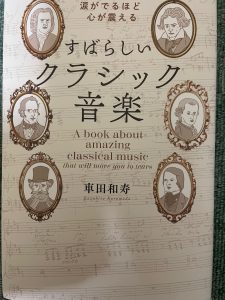 涙がでるほど
心が震える
すばらしい
クラシック
音楽
A book about
amazing
classical music
that will move you to tears
車田和寿
Kazuhisa Kurumada